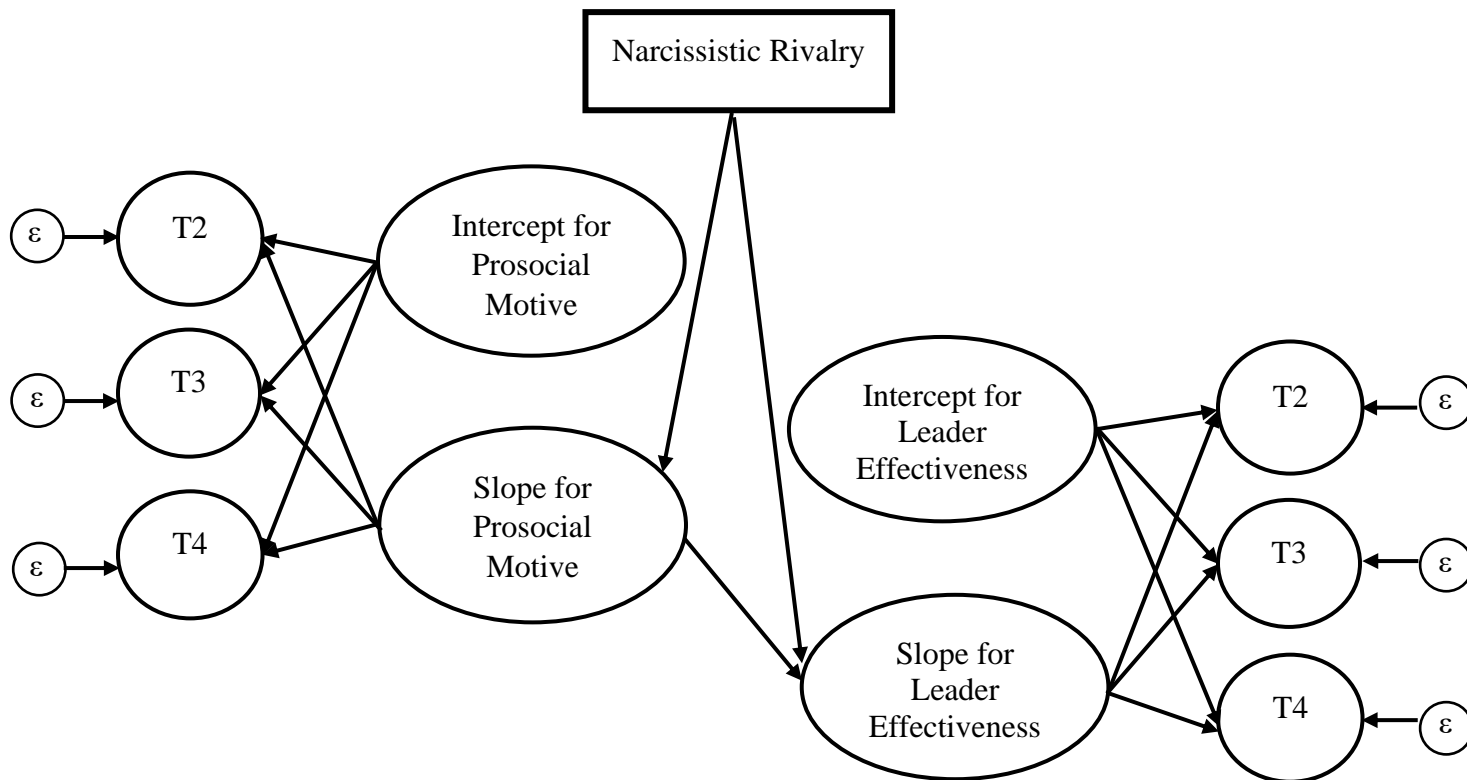 Narcissistic Rivalry
ε
T2
Intercept for
Prosocial
Motive
ε
T3
ε
T4
Slope for
Prosocial
Motive
Intercept for
Leader
Effectiveness
T2
ε
T3
ε
Slope for
Leader
Effectiveness
T4
ε